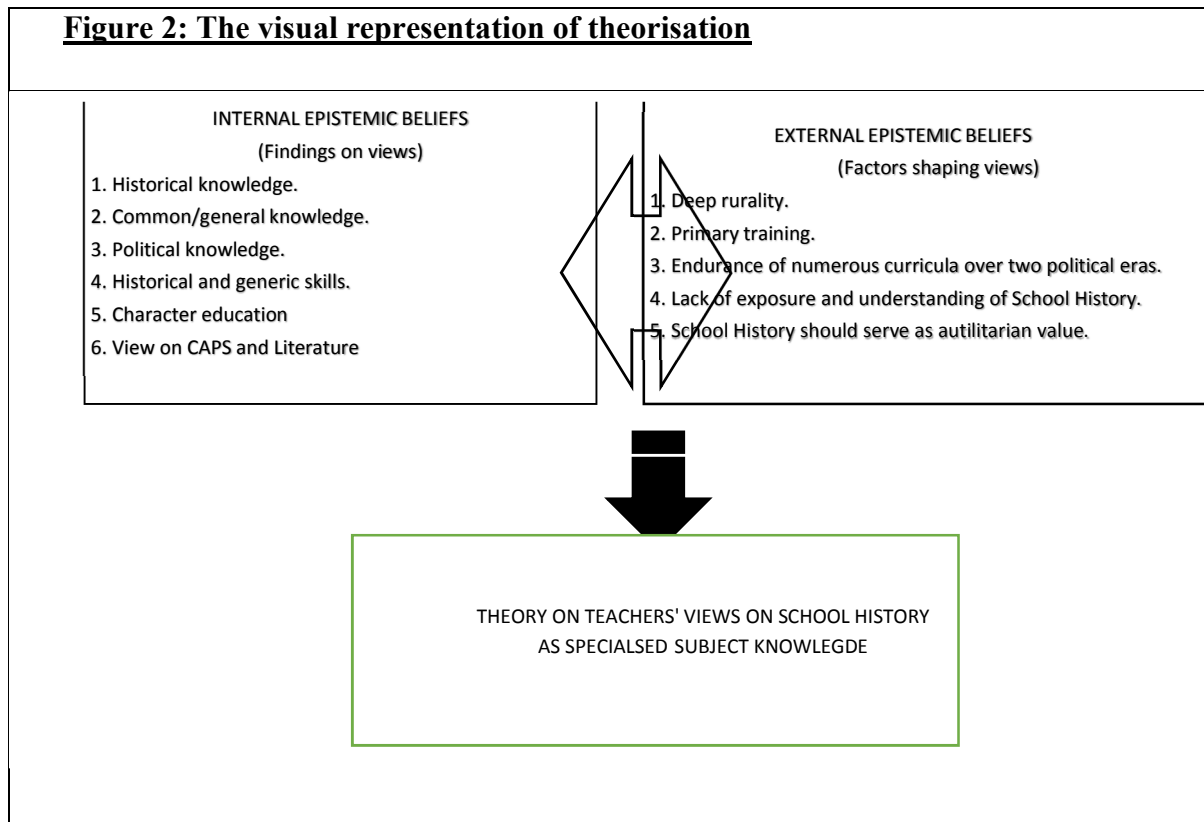 Figure 2: The visual representation of theorisation
INTERNAL EPISTEMIC BELIEFS
(Findings on views)
1. Historical knowledge.
2. Common/general knowledge.
3. Political knowledge.
4. Historical and generic skills.
5. Character education
6. View on CAPS and Literature
EXTERNAL EPISTEMIC BELIEFS
(Factors shaping views)
1. Deep rurality.
2. Primary training.
3. Endurance of numerous curricula over two political eras.
4. Lack of exposure and understanding of School History.
5. School History should serve as autilitarian value.
THEORY ON TEACHERS' VIEWS ON SCHOOL HISTORY
AS SPECIALSED SUBJECT KNOWLEGDE